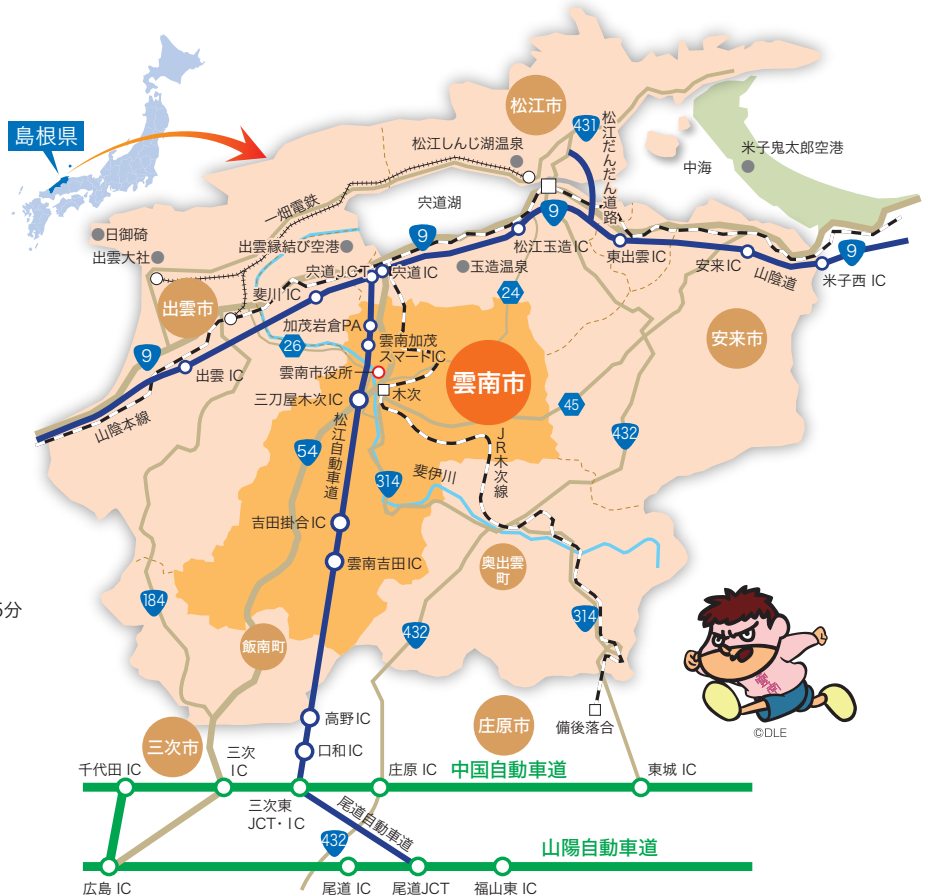 島根県
松江市
431
松江だんだん道路
松江しんじ湖温泉
米子鬼太郎空港
中海
宍道湖
一畑電鉄
日御碕
出雲大社
出雲縁結び空港
9
9
松江玉造IC
東出雲IC
安来IC
山陰道
9
米子西IC
宍道JCT
宍道IC
玉造温泉
斐川IC
24
出雲市
加茂岩倉PA
26
雲南加茂
スマートIC
安来市
9
出雲IC
雲南市役所
雲南市
木次
三刀屋木次IC
45
山陰本線
松江自動車道
JR木次線
432
54
314
斐伊川
吉田掛合IC
雲南吉田IC
奥出雲
町
5分
184
314
432
飯南町
雲南
高野IC
庄原市
備後落合
©DLE
三次市
口和IC
千代田IC
三次
IC
庄原IC
中国自動車道
東城IC
三次東
JCT・IC
尾道自動車道
432
山陽自動車道
広島IC
尾道IC
尾道JCT
福山東IC